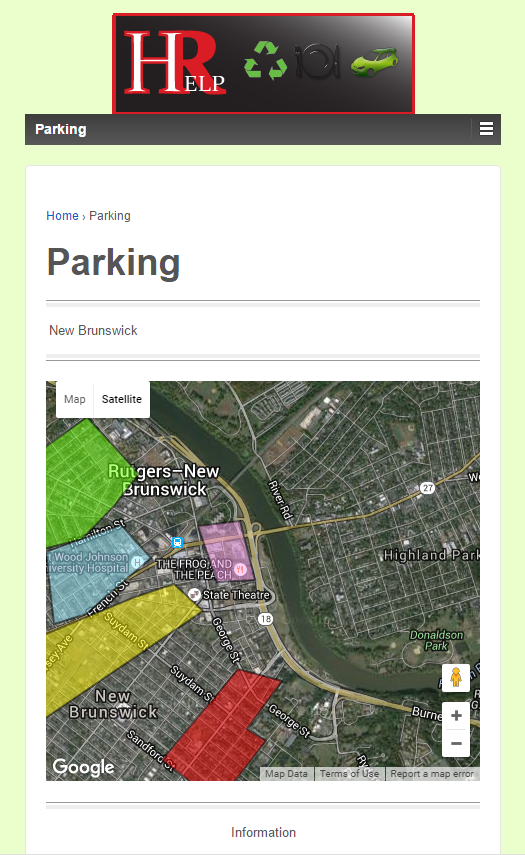 HR
ELP
Parking
Home › Parking
Parking
New Brunswick
Map Satellite
Rutgers–New
Brunswick
River Rd
27
Hamilton St
Highland Park
Wood Johnson
University Hospital
H
THE FROG AND
THE PEACH
H
French St
State Theatre
Suydam St
George St
18
Donaldson
Park
Suydam St
New
Brunswick
George St
Sandford St
Google
Map Data Terms of Use Report a map error
Information